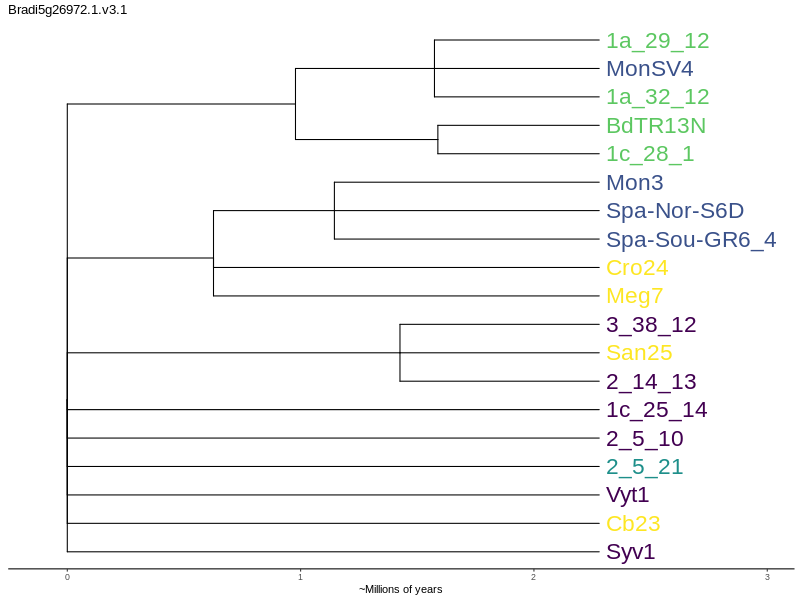 Bradi5g26972.1.v3.1
1a_29_12
MonSV4
1a_32_12
BdTR13N
1c_28_1
Mon3
Spa-Nor-S6D
Spa-Sou-GR6_4
Cro24
Meg7
3_38_12
San25
2_14_13
1c_25_14
2_5_10
2_5_21
Vyt1
Cb23
Syv1
0 1 2 3
~Millions of years